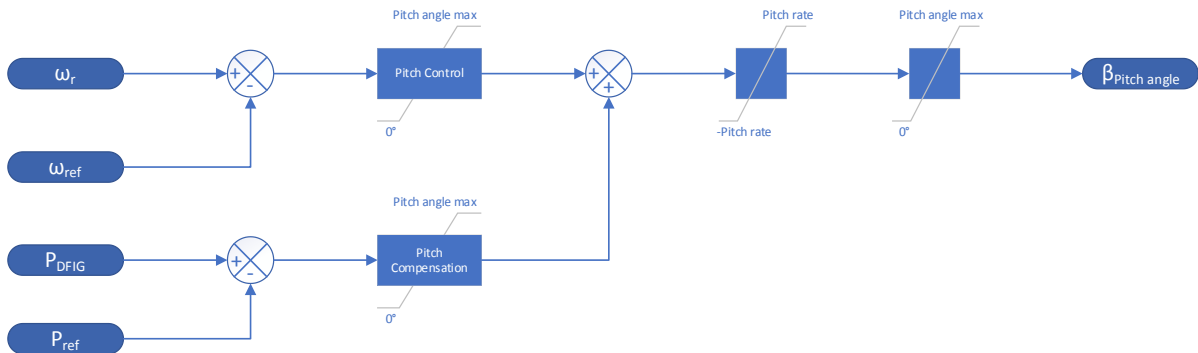 Pitch angle max
Pitch rate
Pitch angle max
ωr
+
-
Pitch Control
+
+
βPitch angle
0°
-Pitch rate
0°
ωref
Pitch angle max
PDFIG
+
-
Pitch
Compensation
0°
Pref